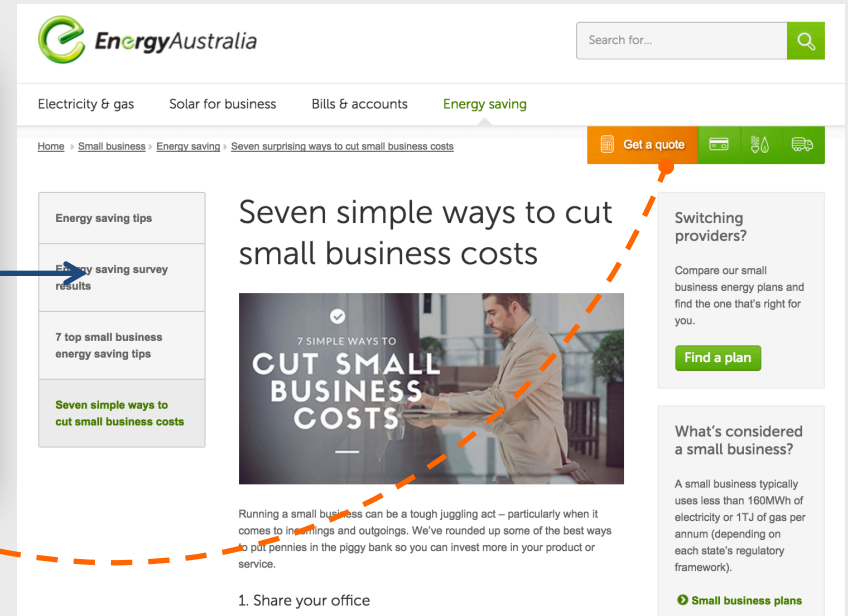 EnergyAustralia
Search for...
Electricity & gas
Solar for business
Bills & accounts
Energy saving
Home
Small business
Energy saving
Seven surprising ways to cut small business costs
Get a quote
Energy saving tips
Energy saving survey
results
7 top small business
energy saving tips
Seven simple ways to
cut small business costs
Seven simple ways to cut
small business costs
7 SIMPLE WAYS TO
CUT SMALL
BUSINESS
COSTS
Running a small business can be a tough juggling act – particularly when it
comes to incomings and outgoings. We've rounded up some of the best ways
to put pennies in the piggy bank so you can invest more in your product or
service.
1. Share your office
Switching
providers?
Compare our small
business energy plans and
find the one that's right for
you.
Find a plan
What's considered
a small business?
A small business typically
uses less than 160MWh of
electricity or 1TJ of gas per
annum (depending on
each state's regulatory
framework).
Small business plans